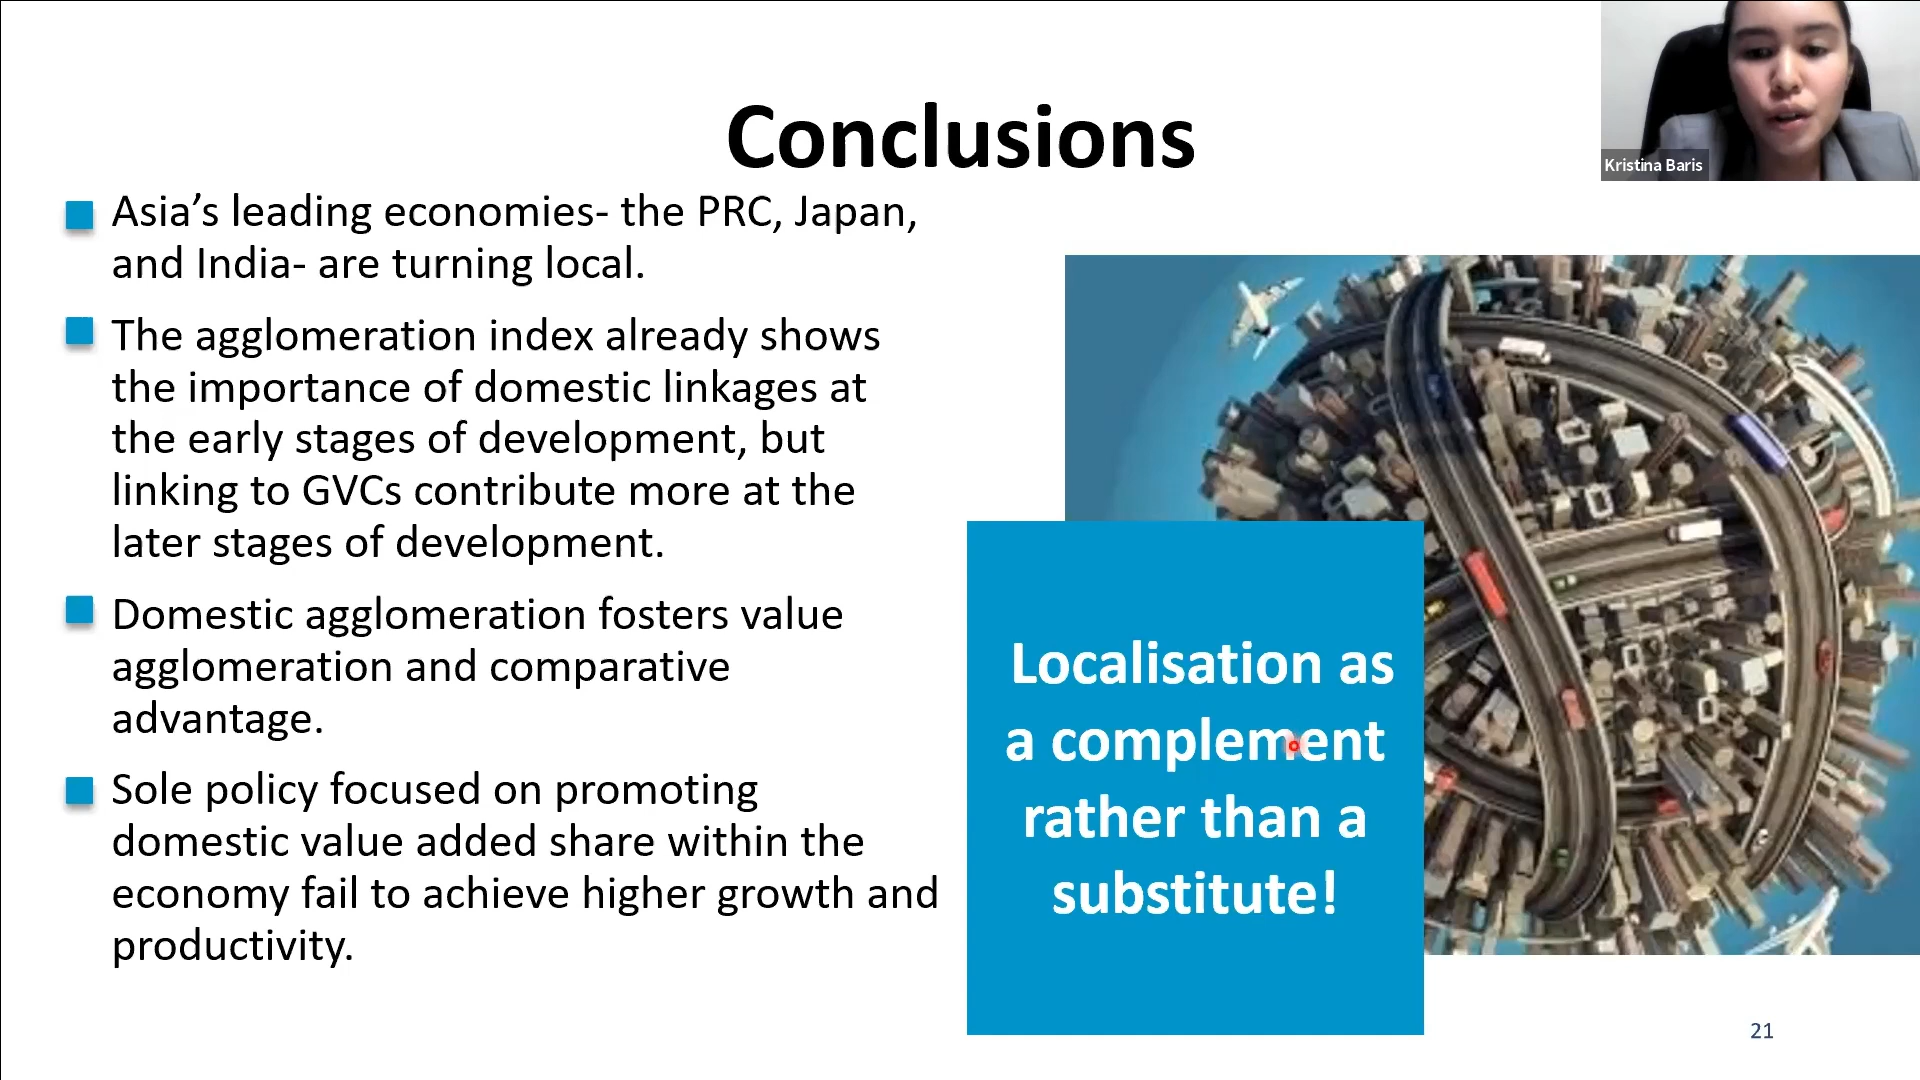 Conclusions
Kristina Baris
Asia’s leading economies- the PRC, Japan,
and India- are turning local.
The agglomeration index already shows
the importance of domestic linkages at
the early stages of development, but
linking to GVCs contribute more at the
later stages of development.
Domestic agglomeration fosters value
agglomeration and comparative
advantage.
Sole policy focused on promoting
domestic value added share within the
economy fail to achieve higher growth and
productivity.
Localisation as
a complement
rather than a
substitute!
21